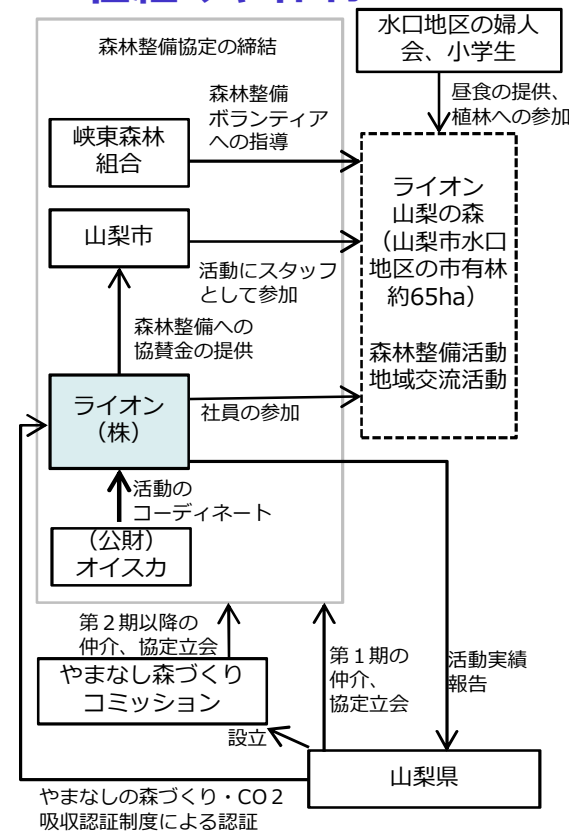 森林整備協定の締結
水口地区の婦人
会、小学生
昼食の提供、
植林への参加
森林整備
ボランティア
への指導
峡東森林
組合
山梨市
活動にスタッフ
として参加
ライオン
山梨の森
（山梨市水口
地区の市有林
約65ha）
森林整備活動
地域交流活動
森林整備への
協賛金の提供
ライオン
（株）
社員の参加
活動の
コーディネート
（公財）
オイスカ
第２期以降の
仲介、協定立会
やまなし森づくり
コミッション
第１期の
仲介、
協定立会
活動実績
報告
設立
山梨県
やまなしの森づくり・CO２
吸収認証制度による認証